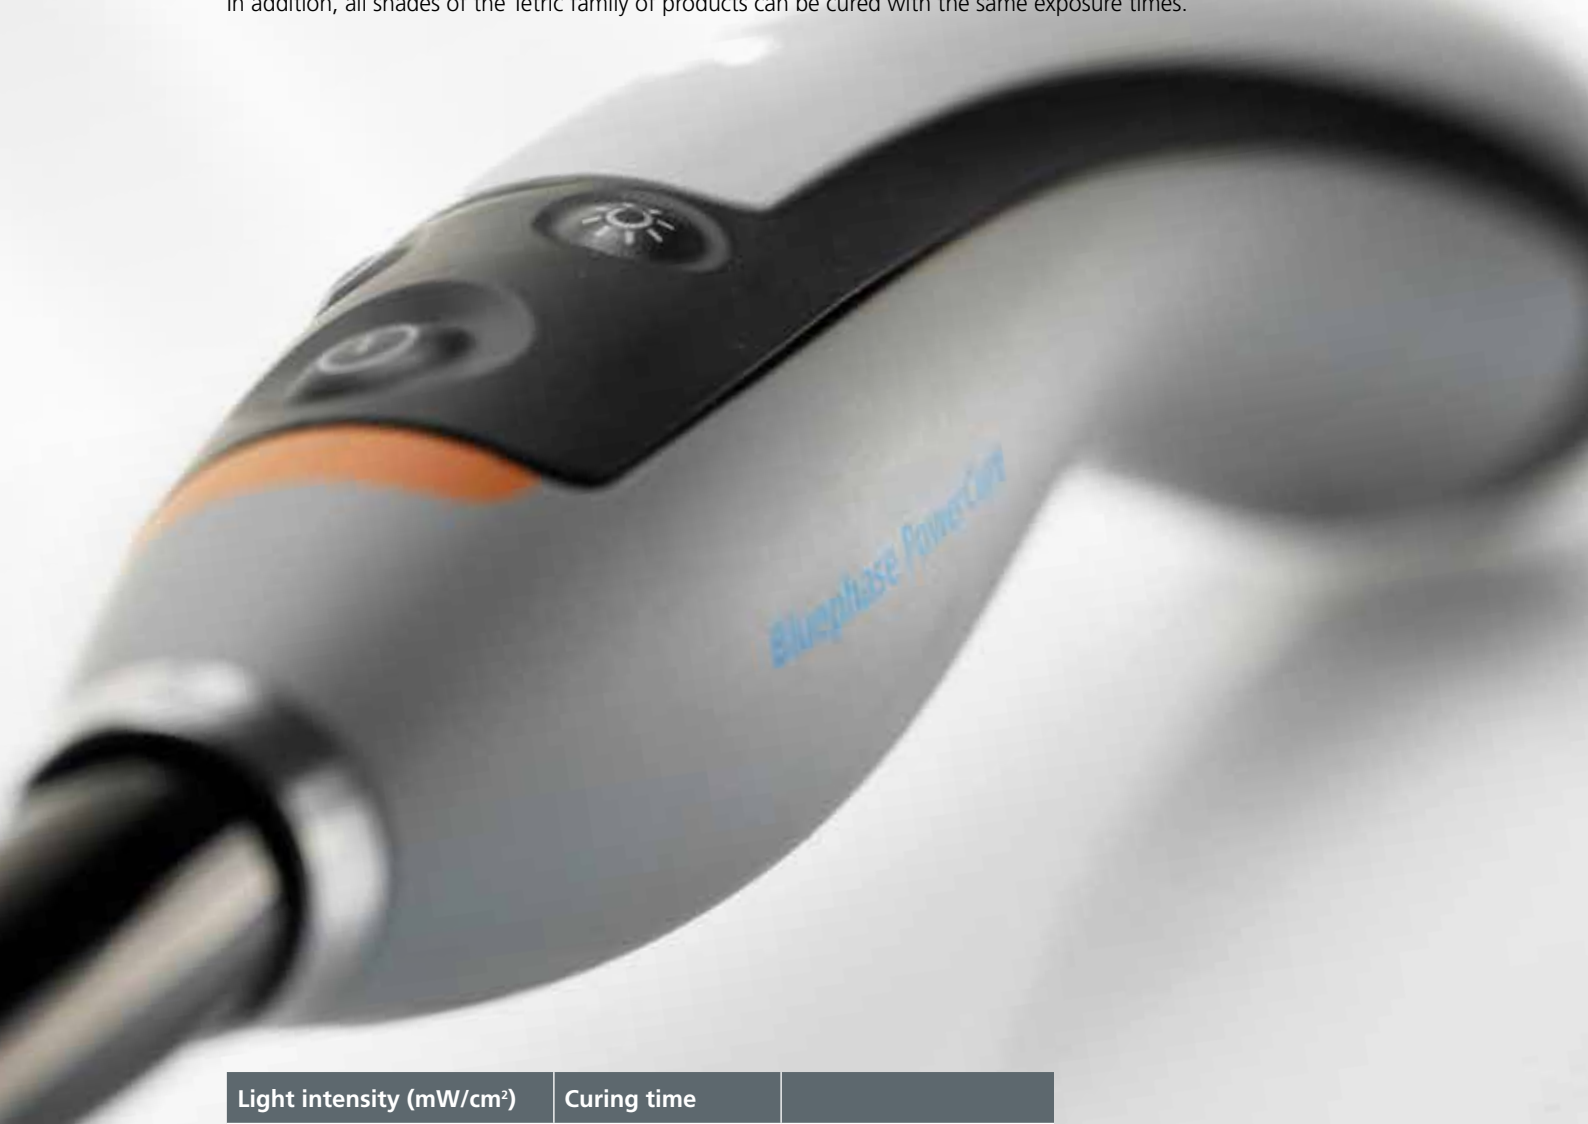 In addition, all shades of the Tetric family of products can be cured with the same exposure times.
Bluephase PowerCure
Light intensity (mW/cm²) Curing time